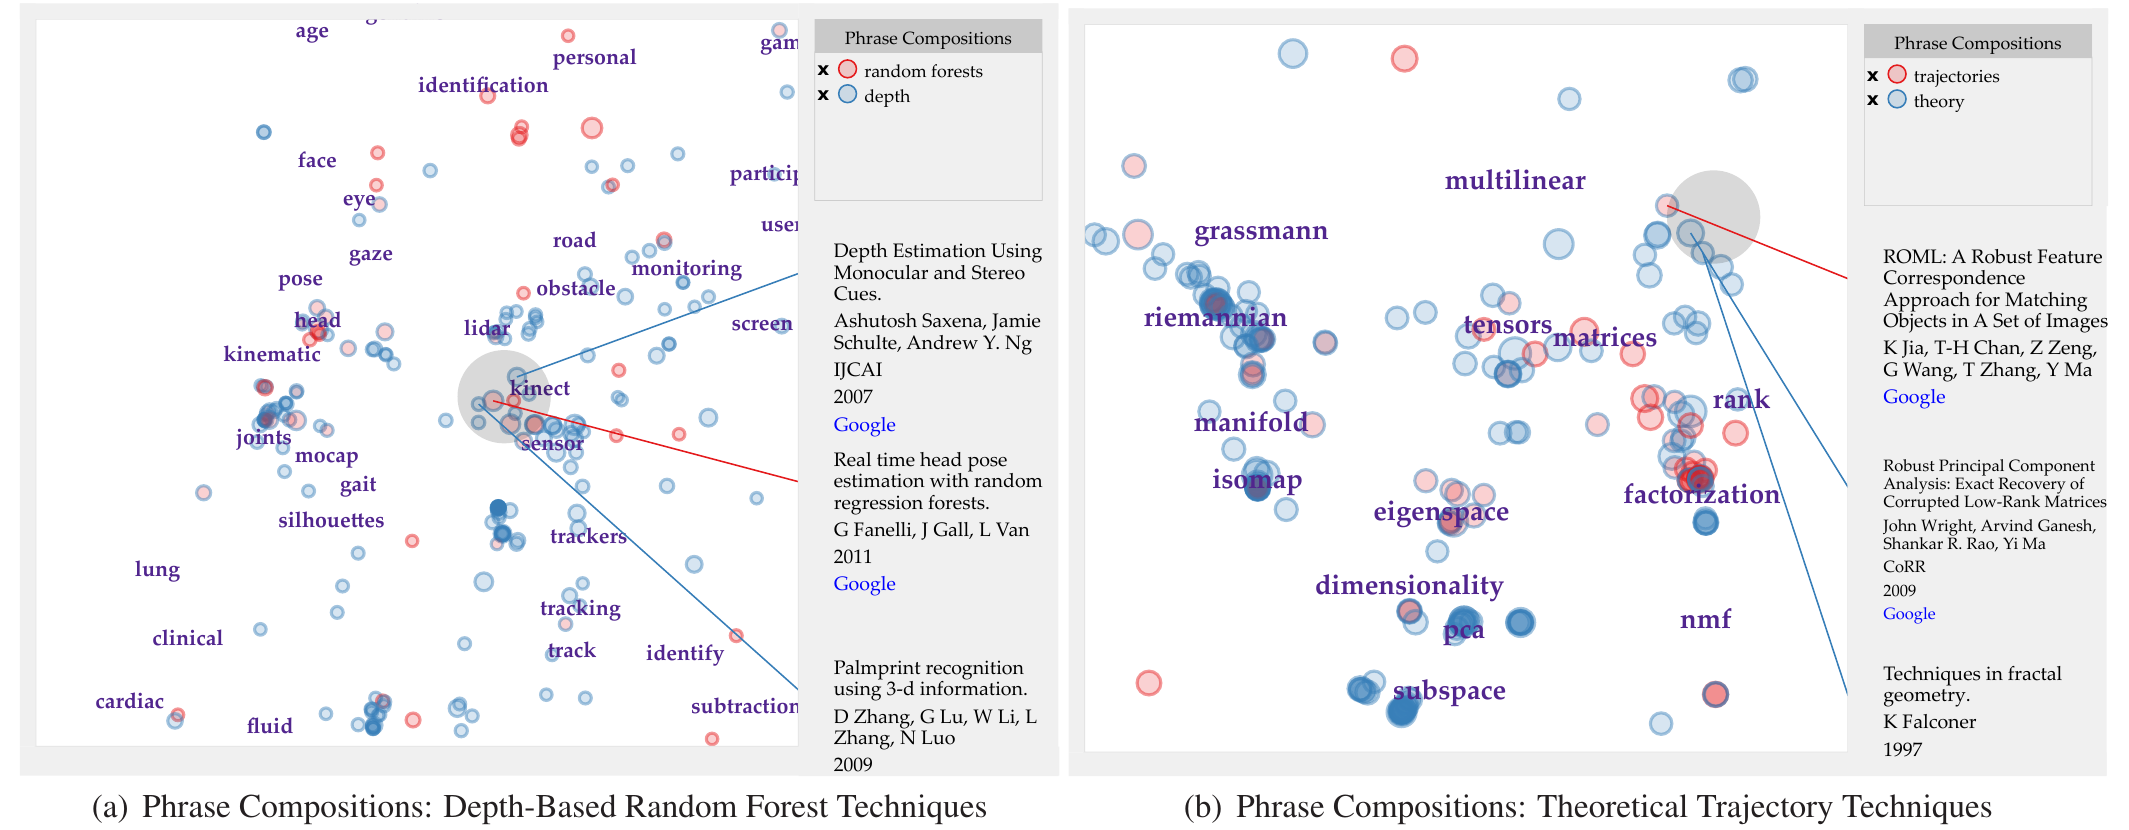 age
personal
gam
identification
face
particip
eye
user
road
gaze
monitoring
pose
obstacle
head
lidar
screen
kinematic
kinect
joints
sensor
mocap
gait
silhouettes
trackers
lung
tracking
clinical
track
identify
cardiac
subtraction
fluid
Phrase Compositions
x random forests
x depth
Depth Estimation Using
Monocular and Stereo
Cues.
Ashutosh Saxena, Jamie
Schulte, Andrew Y. Ng
IJCAI
2007
Google
Real time head pose
estimation with random
regression forests.
G Fanelli, J Gall, L Van
2011
Google
Palmprint recognition
using 3-d information.
D Zhang, G Lu, W Li, L
Zhang, N Luo
2009
(a) Phrase Compositions: Depth-Based Random Forest Techniques
multilinear
grassmann
riemannian
tensors
matrices
rank
manifold
isomap
factorization
eigenspace
dimensionality
nmf
pca
subspace
Phrase Compositions
x trajectories
x theory
ROML: A Robust Feature
Correspondence
Approach for Matching
Objects in A Set of Images
K Jia, T-H Chan, Z Zeng,
G Wang, T Zhang, Y Ma
Google
Robust Principal Component
Analysis: Exact Recovery of
Corrupted Low-Rank Matrices
John Wright, Arvind Ganesh,
Shankar R. Rao, Yi Ma
CoRR
2009
Google
Techniques in fractal
geometry.
K Falconer
1997
(b) Phrase Compositions: Theoretical Trajectory Techniques